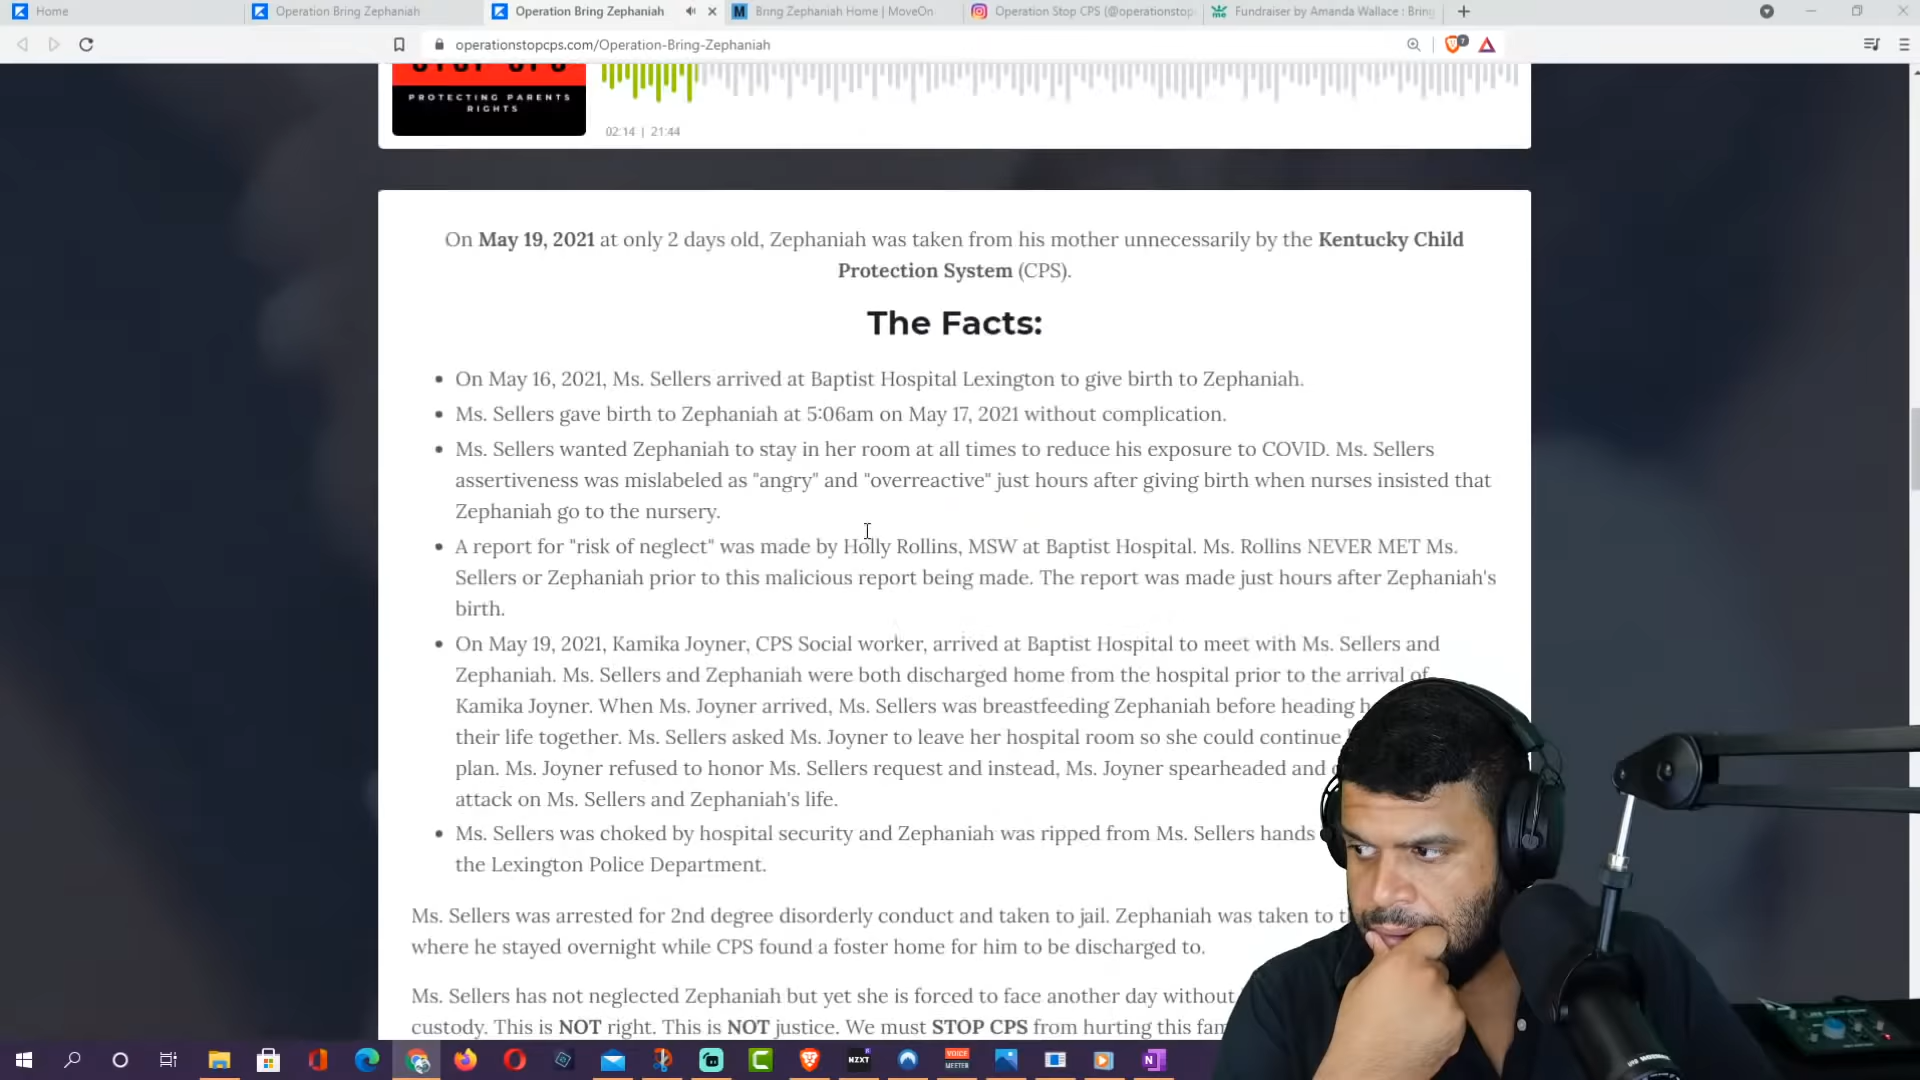 Home
Operation Bring Zephaniah
Operation Bring Zephaniah
Bring Zephaniah Home | MoveOn
Operation Stop CPS (@operationstop
Fundraiser by Amanda Wallace : Bring
operationstopcps.com/Operation-Bring-Zephaniah
7
STOP CPS
PROTECTING PARENTS
RIGHTS
02:14 | 21:44
On May 19, 2021 at only 2 days old, Zephaniah was taken from his mother unnecessarily by the Kentucky Child
Protection System (CPS).
The Facts:
On May 16, 2021, Ms. Sellers arrived at Baptist Hospital Lexington to give birth to Zephaniah.
Ms. Sellers gave birth to Zephaniah at 5:06am on May 17, 2021 without complication.
Ms. Sellers wanted Zephaniah to stay in her room at all times to reduce his exposure to COVID. Ms. Sellers
assertiveness was mislabeled as "angry" and "overreactive" just hours after giving birth when nurses insisted that
Zephaniah go to the nursery.
A report for "risk of neglect" was made by Holly Rollins, MSW at Baptist Hospital. Ms. Rollins NEVER MET Ms.
Sellers or Zephaniah prior to this malicious report being made. The report was made just hours after Zephaniah's
birth.
On May 19, 2021, Kamika Joyner, CPS Social worker, arrived at Baptist Hospital to meet with Ms. Sellers and
Zephaniah. Ms. Sellers and Zephaniah were both discharged home from the hospital prior to the arrival of
Kamika Joyner. When Ms. Joyner arrived, Ms. Sellers was breastfeeding Zephaniah before heading
their life together. Ms. Sellers asked Ms. Joyner to leave her hospital room so she could continue
plan. Ms. Joyner refused to honor Ms. Sellers request and instead, Ms. Joyner spearheaded and
attack on Ms. Sellers and Zephaniah's life.
Ms. Sellers was choked by hospital security and Zephaniah was ripped from Ms. Sellers hands
the Lexington Police Department.
Ms. Sellers was arrested for 2nd degree disorderly conduct and taken to jail. Zephaniah was taken to
where he stayed overnight while CPS found a foster home for him to be discharged to.
Ms. Sellers has not neglected Zephaniah but yet she is forced to face another day without
custody. This is NOT right. This is NOT justice. We must STOP CPS from hurting this
NZXT
VOICE
MEETER